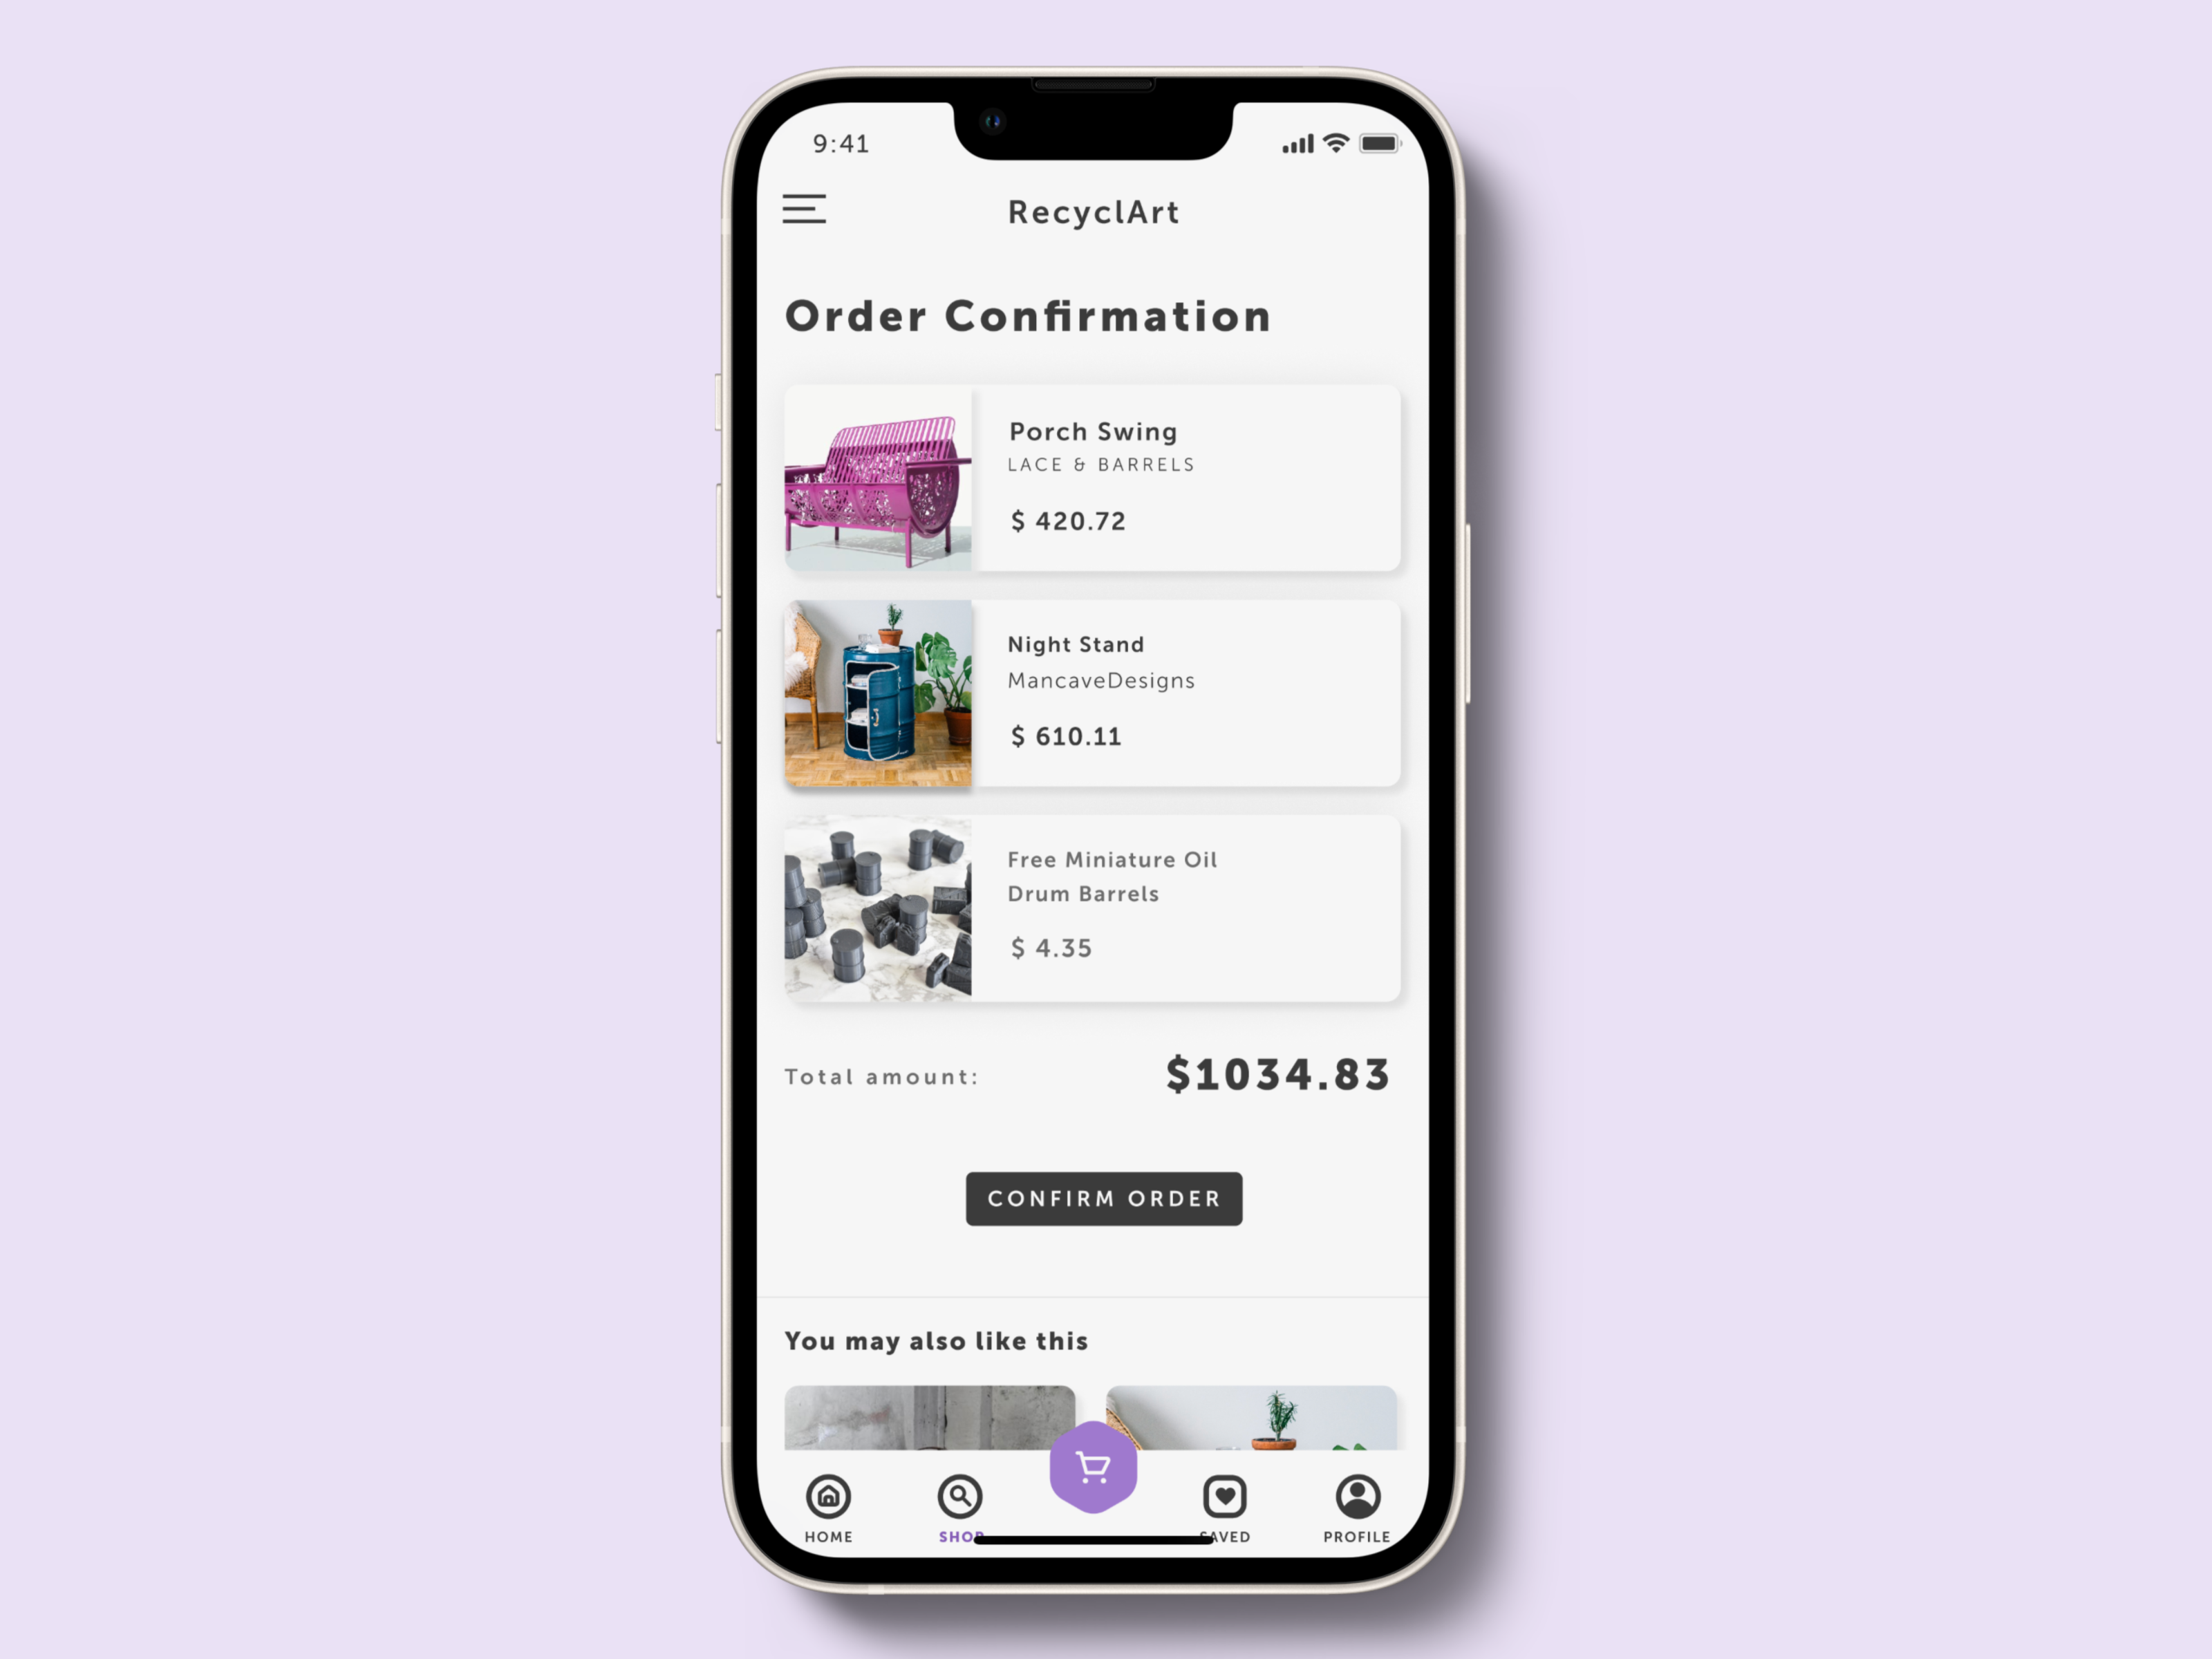 9:41
RecyclArt
Order Confirmation
Porch Swing
LACE & BARRELS
$ 420.72
Night Stand
MancaveDesigns
$ 610.11
Free Miniature Oil
Drum Barrels
$ 4.35
Total amount:
$1034.83
CONFIRM ORDER
You may also like this
HOME
SHOP
SAVED
PROFILE